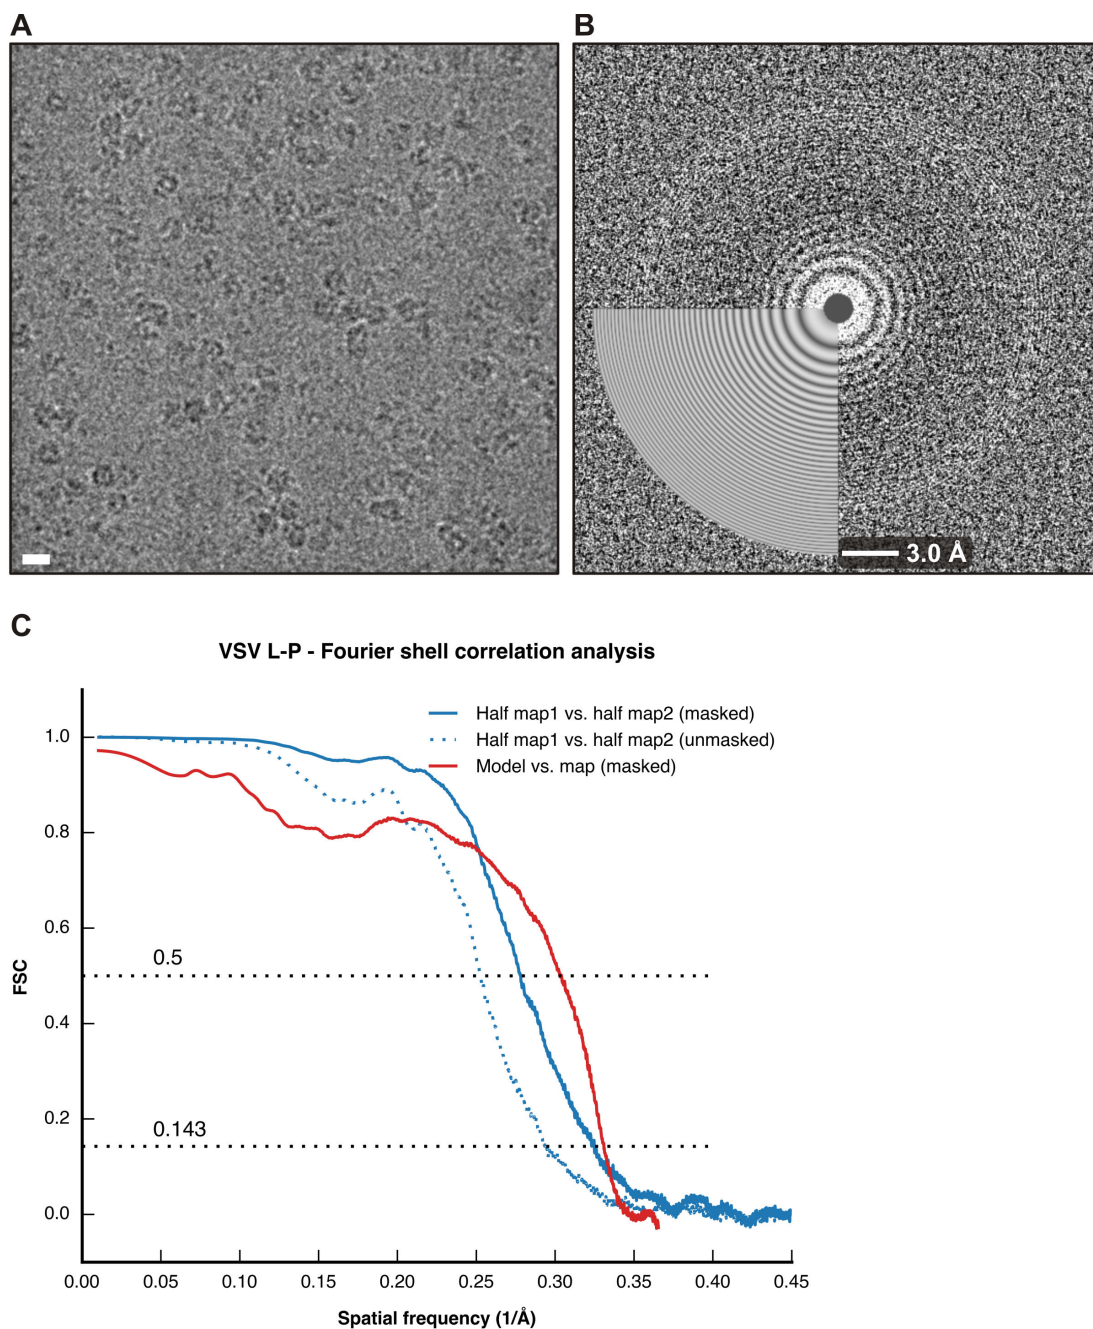 A
B
3.0 Å
C
VSV L-P - Fourier shell correlation analysis
Half map1 vs. half map2 (masked)
Half map1 vs. half map2 (unmasked)
Model vs. map (masked)
1.0
0.8
0.6
0.5
FSC
0.4
0.2
0.143
0.0
0.00 0.05 0.10 0.15 0.20 0.25 0.30 0.35 0.40 0.45
Spatial frequency (1/Å)